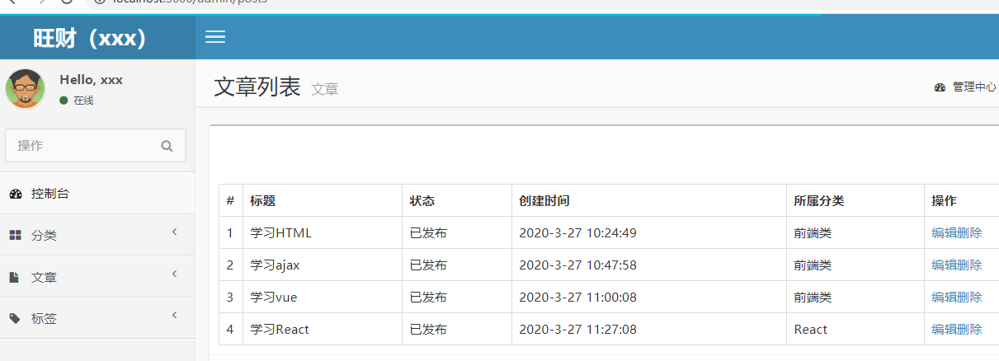 localhost:3000/admin/posts
旺财（xxx）
Hello, xxx
在线
文章列表 文章
管理中心
操作
控制台
分类
文章
标签
# 标题 状态 创建时间 所属分类 操作
1 学习HTML 已发布 2020-3-27 10:24:49 前端类 编辑删除
2 学习ajax 已发布 2020-3-27 10:47:58 前端类 编辑删除
3 学习vue 已发布 2020-3-27 11:00:08 前端类 编辑删除
4 学习React 已发布 2020-3-27 11:27:08 React 编辑删除